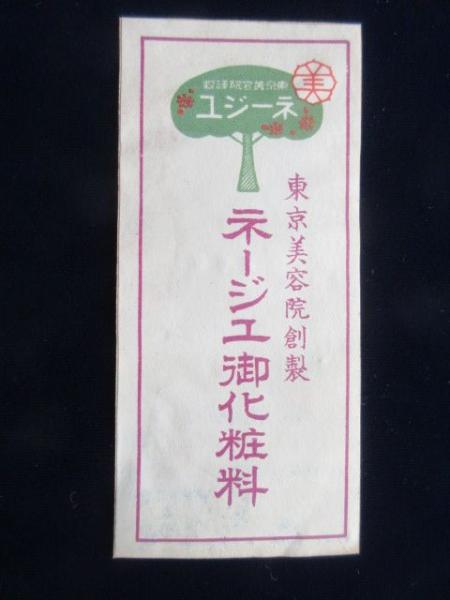 美
東京美容院謹製
ネージユ
東京美容院創製
ネージユ御化粧料